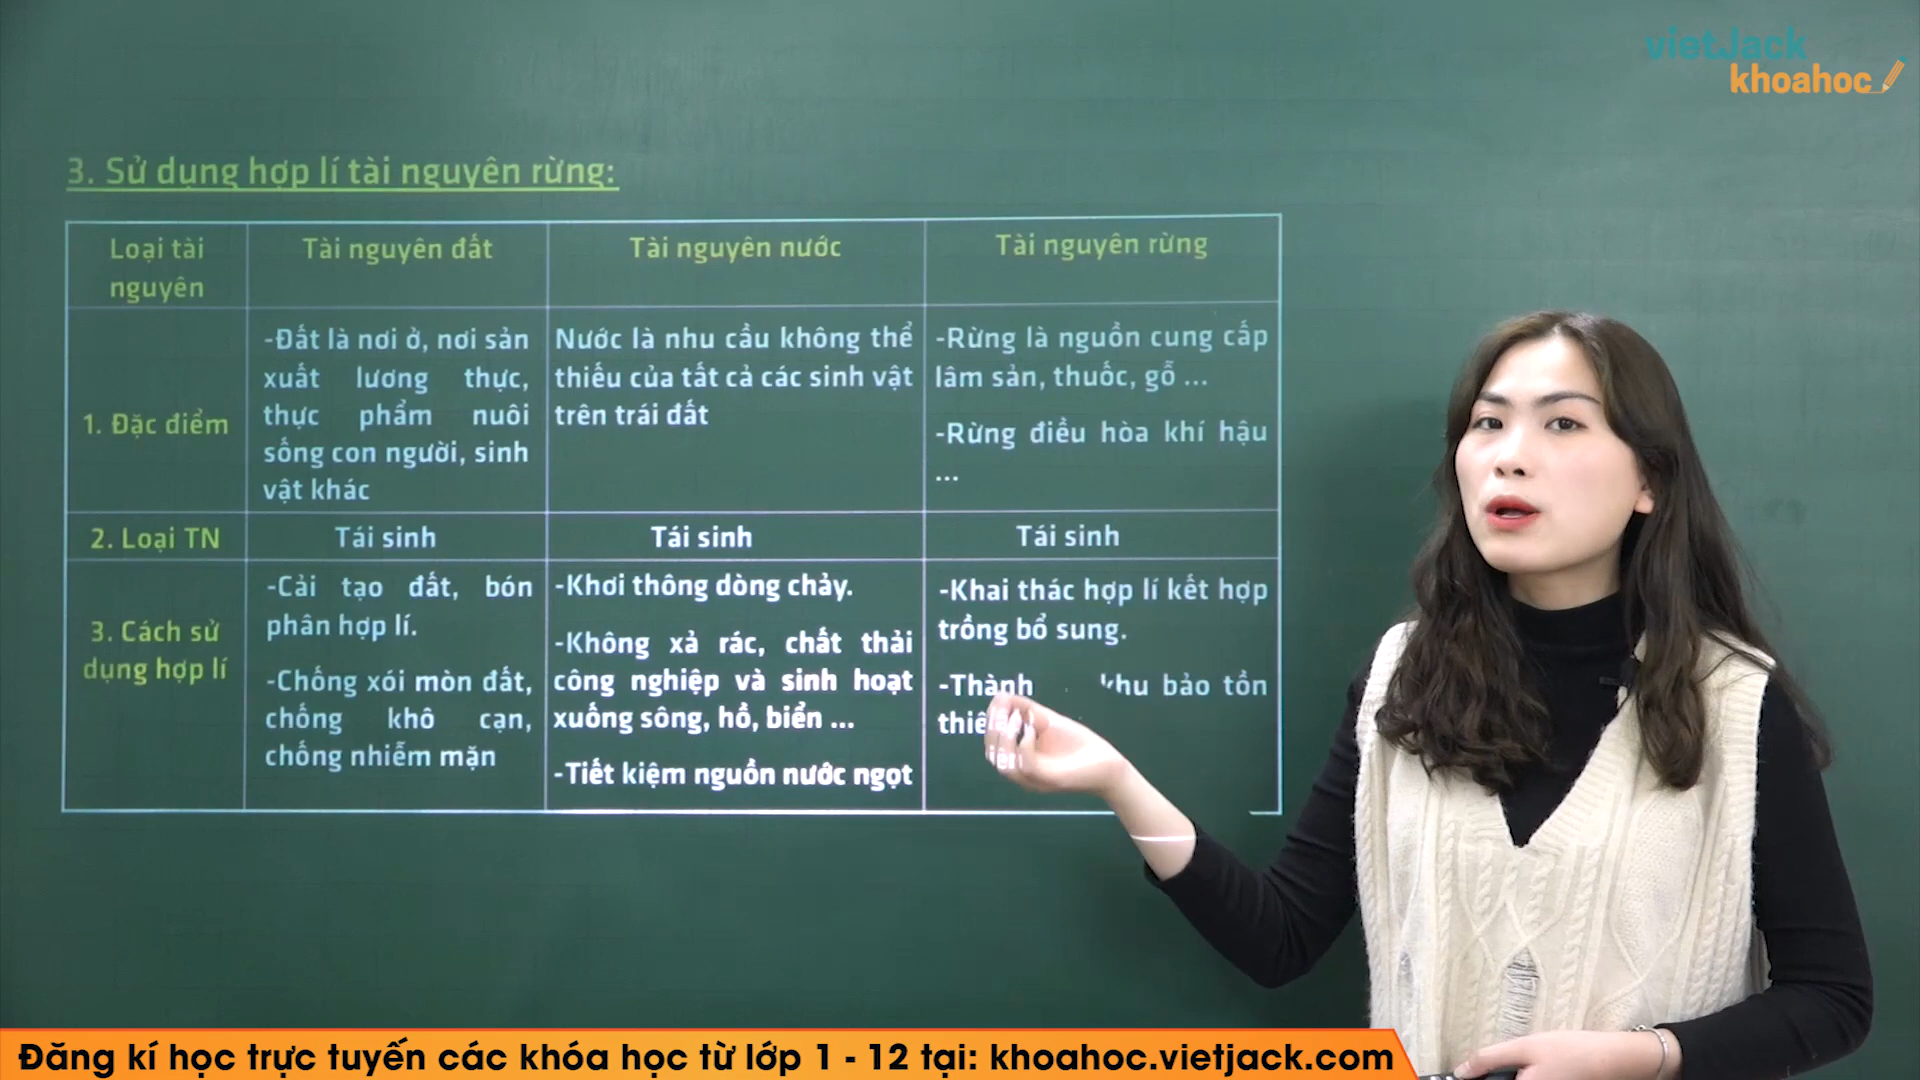 vietJack
khoahoc
3. Sử dụng hợp lí tài nguyên rừng:
Loại tài
nguyên
Tài nguyên đất
Tài nguyên nước
Tài nguyên rừng
1. Đặc điểm
-Đất là nơi ở, nơi sản
xuất lương thực,
thực phẩm nuôi
sống con người, sinh
vật khác
Nước là nhu cầu không thể
thiếu của tất cả các sinh vật
trên trái đất
-Rừng là nguồn cung cấp
lâm sản, thuốc, gỗ ...
-Rừng điều hòa khí hậu
...
2. Loại TN
Tái sinh
Tái sinh
Tái sinh
3. Cách sử
dụng hợp lí
-Cải tạo đất, bón
phân hợp lí.
-Chống xói mòn đất,
chống khô cạn,
chống nhiễm mặn
-Khơi thông dòng chảy.
-Không xả rác, chất thải
công nghiệp và sinh hoạt
xuống sông, hồ, biển ...
-Tiết kiệm nguồn nước ngọt
-Khai thác hợp lí kết hợp
trồng bổ sung.
-Thành khu bảo tồn
Đăng kí học trực tuyến các khóa học từ lớp 1 - 12 tại: khoahoc.vietjack.com